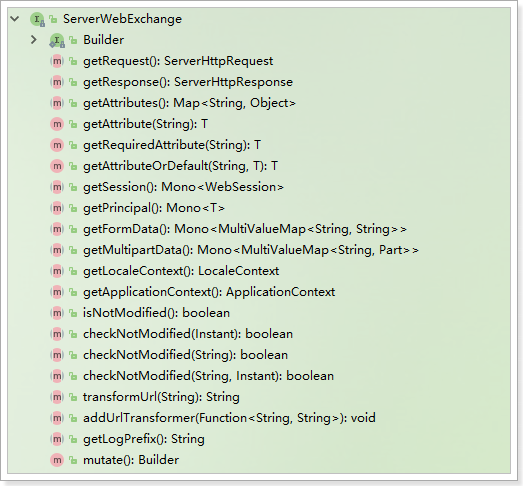 ServerWebExchange
Builder
getRequest(): ServerHttpRequest
getResponse(): ServerHttpResponse
getAttributes(): Map<String, Object>
getAttribute(String): T
getRequiredAttribute(String): T
getAttributeOrDefault(String, T): T
getSession(): Mono<WebSession>
getPrincipal(): Mono<T>
getFormData(): Mono<MultiValueMap<String, String>>
getMultipartData(): Mono<MultiValueMap<String, Part>>
getLocaleContext(): LocaleContext
getApplicationContext(): ApplicationContext
isNotModified(): boolean
checkNotModified(Instant): boolean
checkNotModified(String): boolean
checkNotModified(String, Instant): boolean
transformUrl(String): String
addUrlTransformer(Function<String, String>): void
getLogPrefix(): String
mutate(): Builder